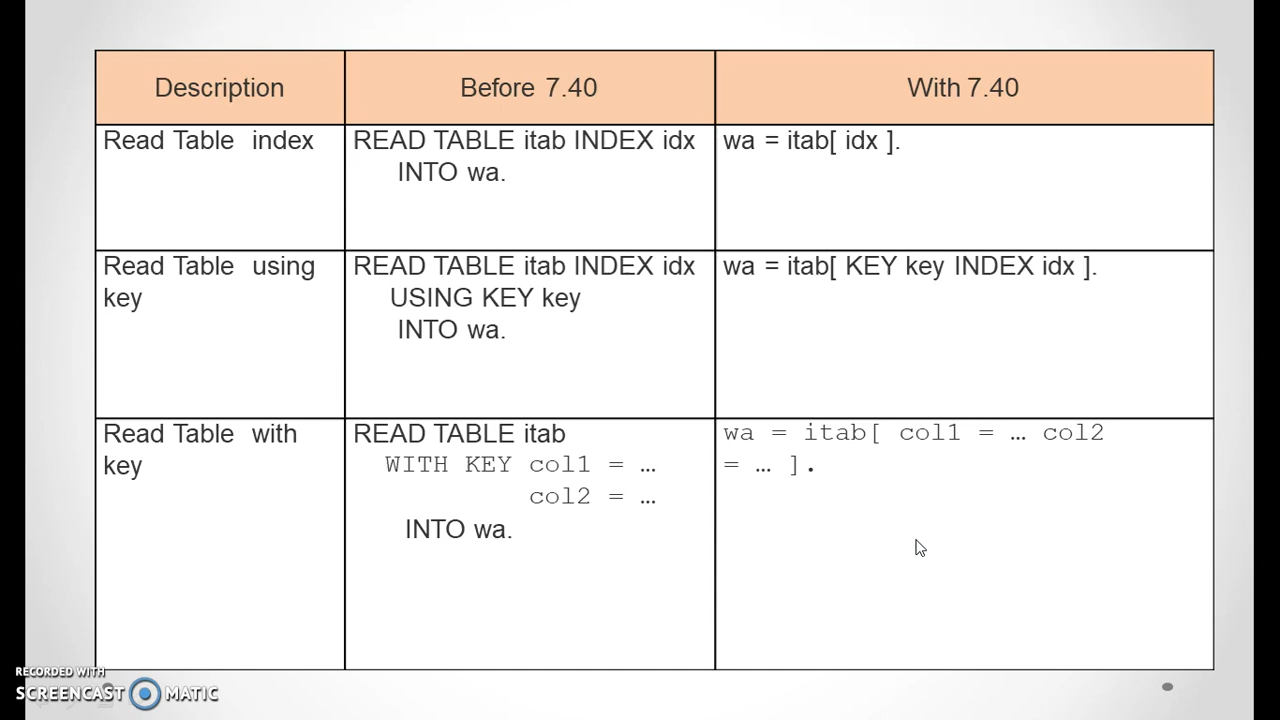 Description
Before 7.40
With 7.40
Read Table index
READ TABLE itab INDEX idx
INTO wa.
wa = itab[ idx ].
Read Table using
key
READ TABLE itab INDEX idx
USING KEY key
INTO wa.
wa = itab[ KEY key INDEX idx ].
Read Table with
key
READ TABLE itab
WITH KEY col1 = …
col2 = …
INTO wa.
wa = itab[ col1 = … col2
= … ].
RECORDED WITH
SCREENCAST MATIC